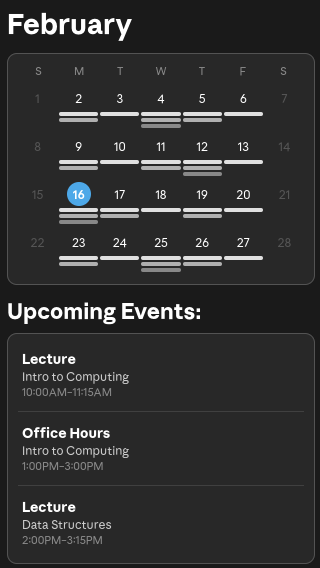 February
S M T W T F S
1 2 3 4 5 6 7
8 9 10 11 12 13 14
15 16 17 18 19 20 21
22 23 24 25 26 27 28
Upcoming Events:
Lecture
Intro to Computing
10:00AM–11:15AM
Office Hours
Intro to Computing
1:00PM–3:00PM
Lecture
Data Structures
2:00PM–3:15PM